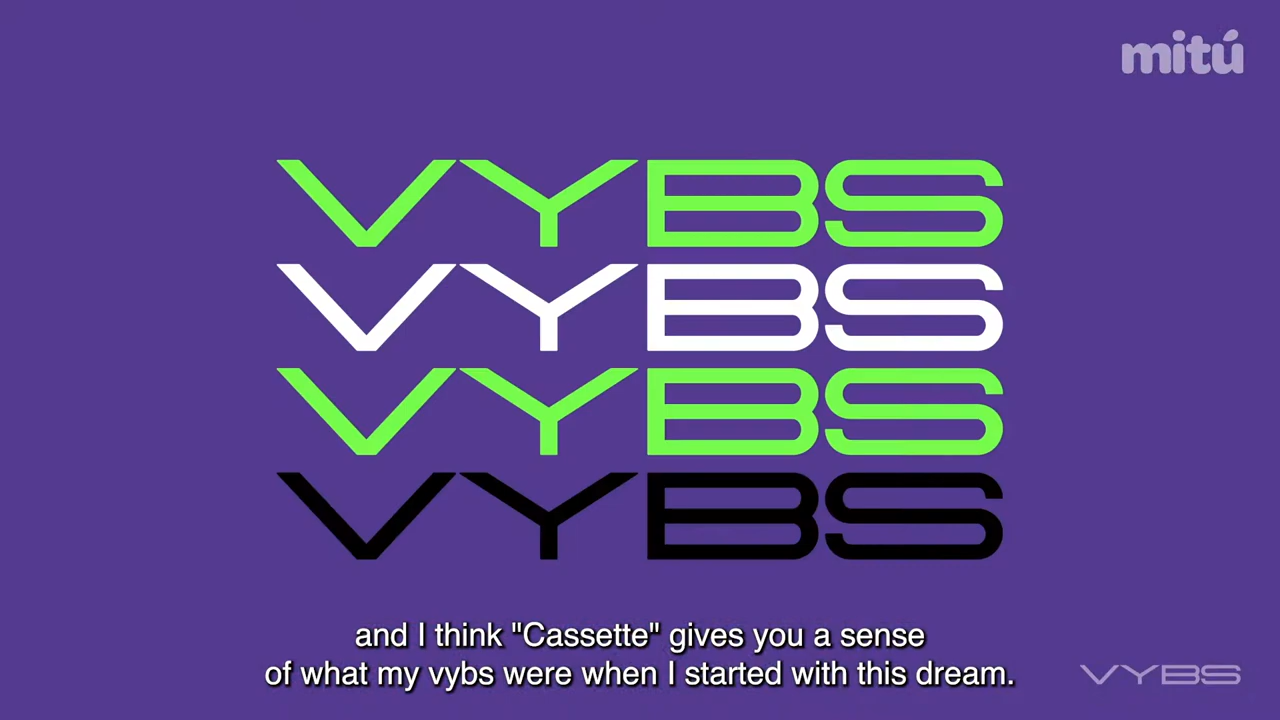 mitú
VYBS
VYBS
VYBS
VYBS
and I think "Cassette" gives you a sense
of what my vybs were when I started with this dream.
VYBS